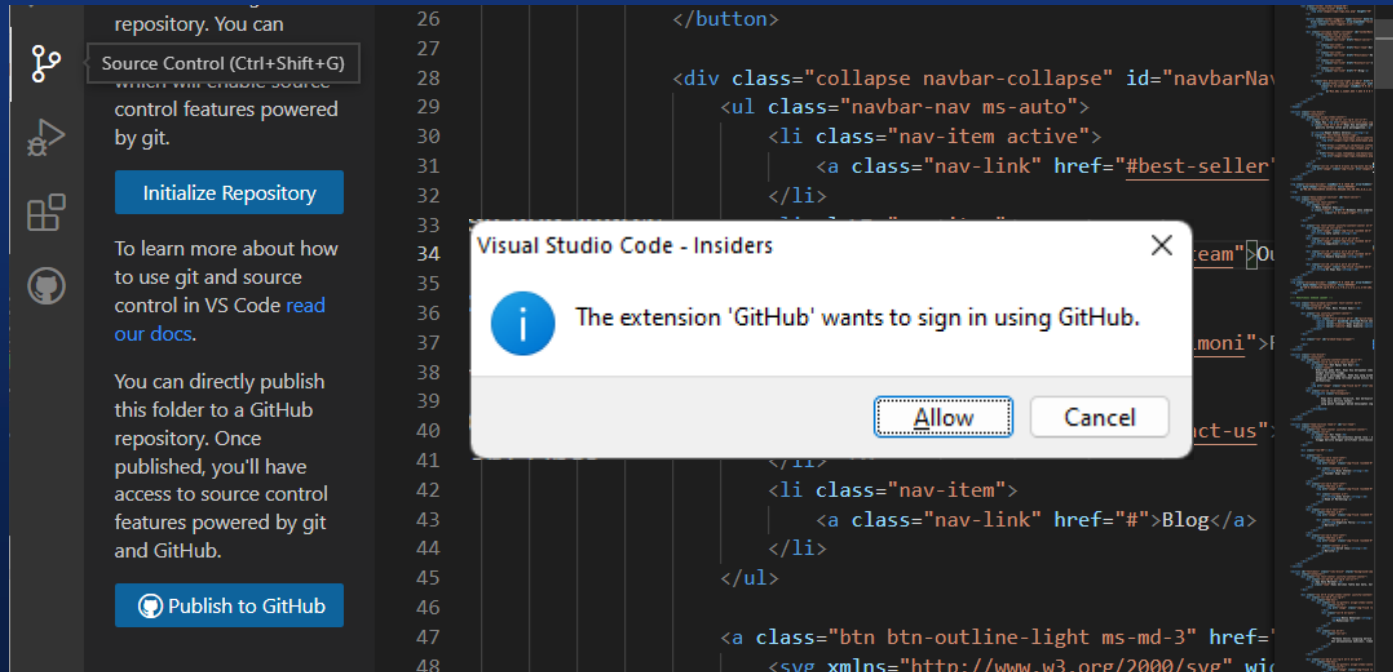 repository. You can
Source Control (Ctrl+Shift+G)
which will enable source
control features powered
by git.
Initialize Repository
To learn more about how
to use git and source
control in VS Code read
our docs.
You can directly publish
this folder to a GitHub
repository. Once
published, you'll have
access to source control
features powered by git
and GitHub.
Publish to GitHub
26 </button>
27
28 <div class="collapse navbar-collapse" id="navbarNav
29 <ul class="navbar-nav ms-auto">
30 <li class="nav-item active">
31 <a class="nav-link" href="#best-seller"
32 </li>
33
34 team">Ou
35
36
37 moni">
38
39
40 ct-us">
41 </li>
42 <li class="nav-item">
43 <a class="nav-link" href="#">Blog</a>
44 </li>
45 </ul>
46
47 <a class="btn btn-outline-light ms-md-3" href="
48 <svg xmlns="http://www.w3.org/2000/svg" wid
Visual Studio Code - Insiders
The extension 'GitHub' wants to sign in using GitHub.
Allow
Cancel